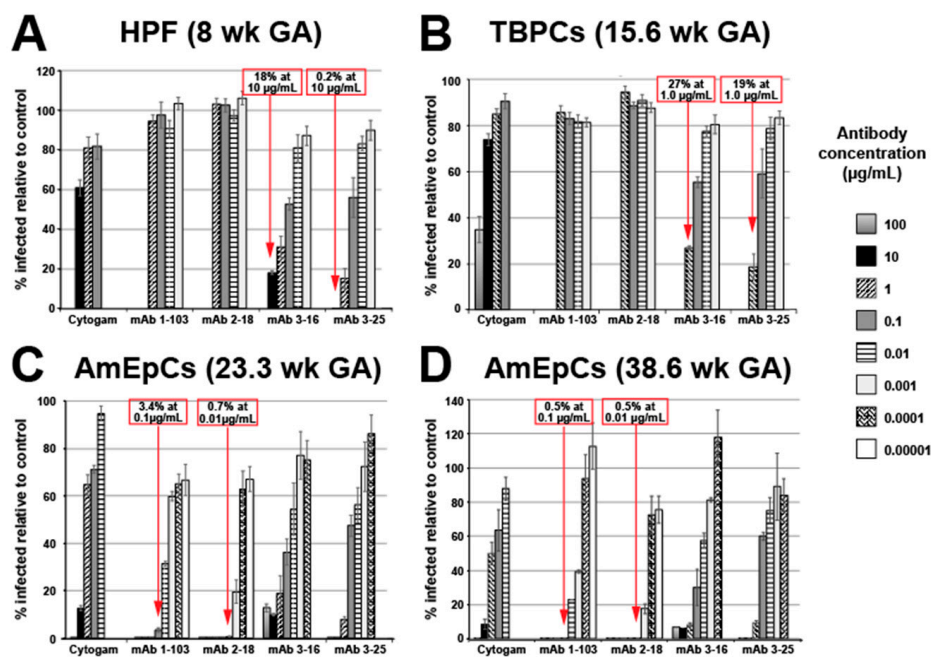 A
HPF (8 wk GA)
% infected relative to control
120
100
80
60
40
20
0
18% at
10 µg/mL
0.2% at
10 µg/mL
Cytogam
mAb 1-103
mAb 2-18
mAb 3-16
mAb 3-25
B
TBPCs (15.6 wk GA)
% infected relative to control
100
80
60
40
20
0
27% at
1.0 µg/mL
19% at
1.0 µg/mL
Cytogam
mAb 1-103
mAb 2-18
mAb 3-16
mAb 3-25
Antibody
concentration
(µg/mL)
100
10
1
0.1
0.01
0.001
0.0001
0.00001
C
AmEpCs (23.3 wk GA)
% infected relative to control
100
80
60
40
20
0
3.4% at
0.1µg/mL
0.7% at
0.01µg/mL
Cytogam
mAb 1-103
mAb 2-18
mAb 3-16
mAb 3-25
D
AmEpCs (38.6 wk GA)
% infected relative to control
140
120
100
80
60
40
20
0
0.5% at
0.1 µg/mL
0.5% at
0.01 µg/mL
Cytogam
mAb 1-103
mAb 2-18
mAb 3-16
mAb 3-25